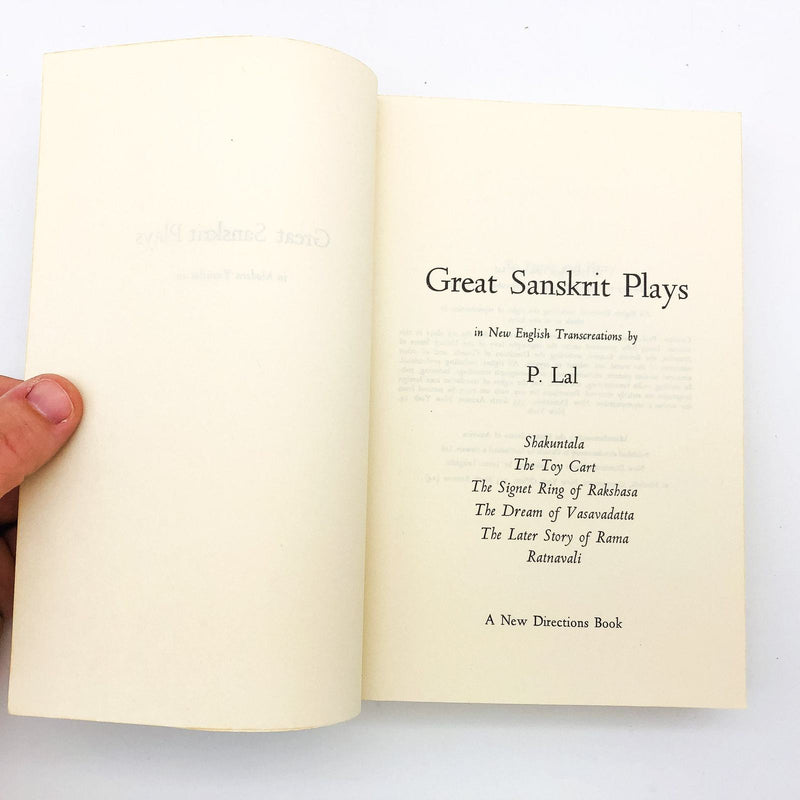 Great Sanskrit Plays
in New English Transcreations by
P. Lal
Shakuntala
The Toy Cart
The Signet Ring of Rakshasa
The Dream of Vasavadatta
The Later Story of Rama
Ratnavali
A New Directions Book